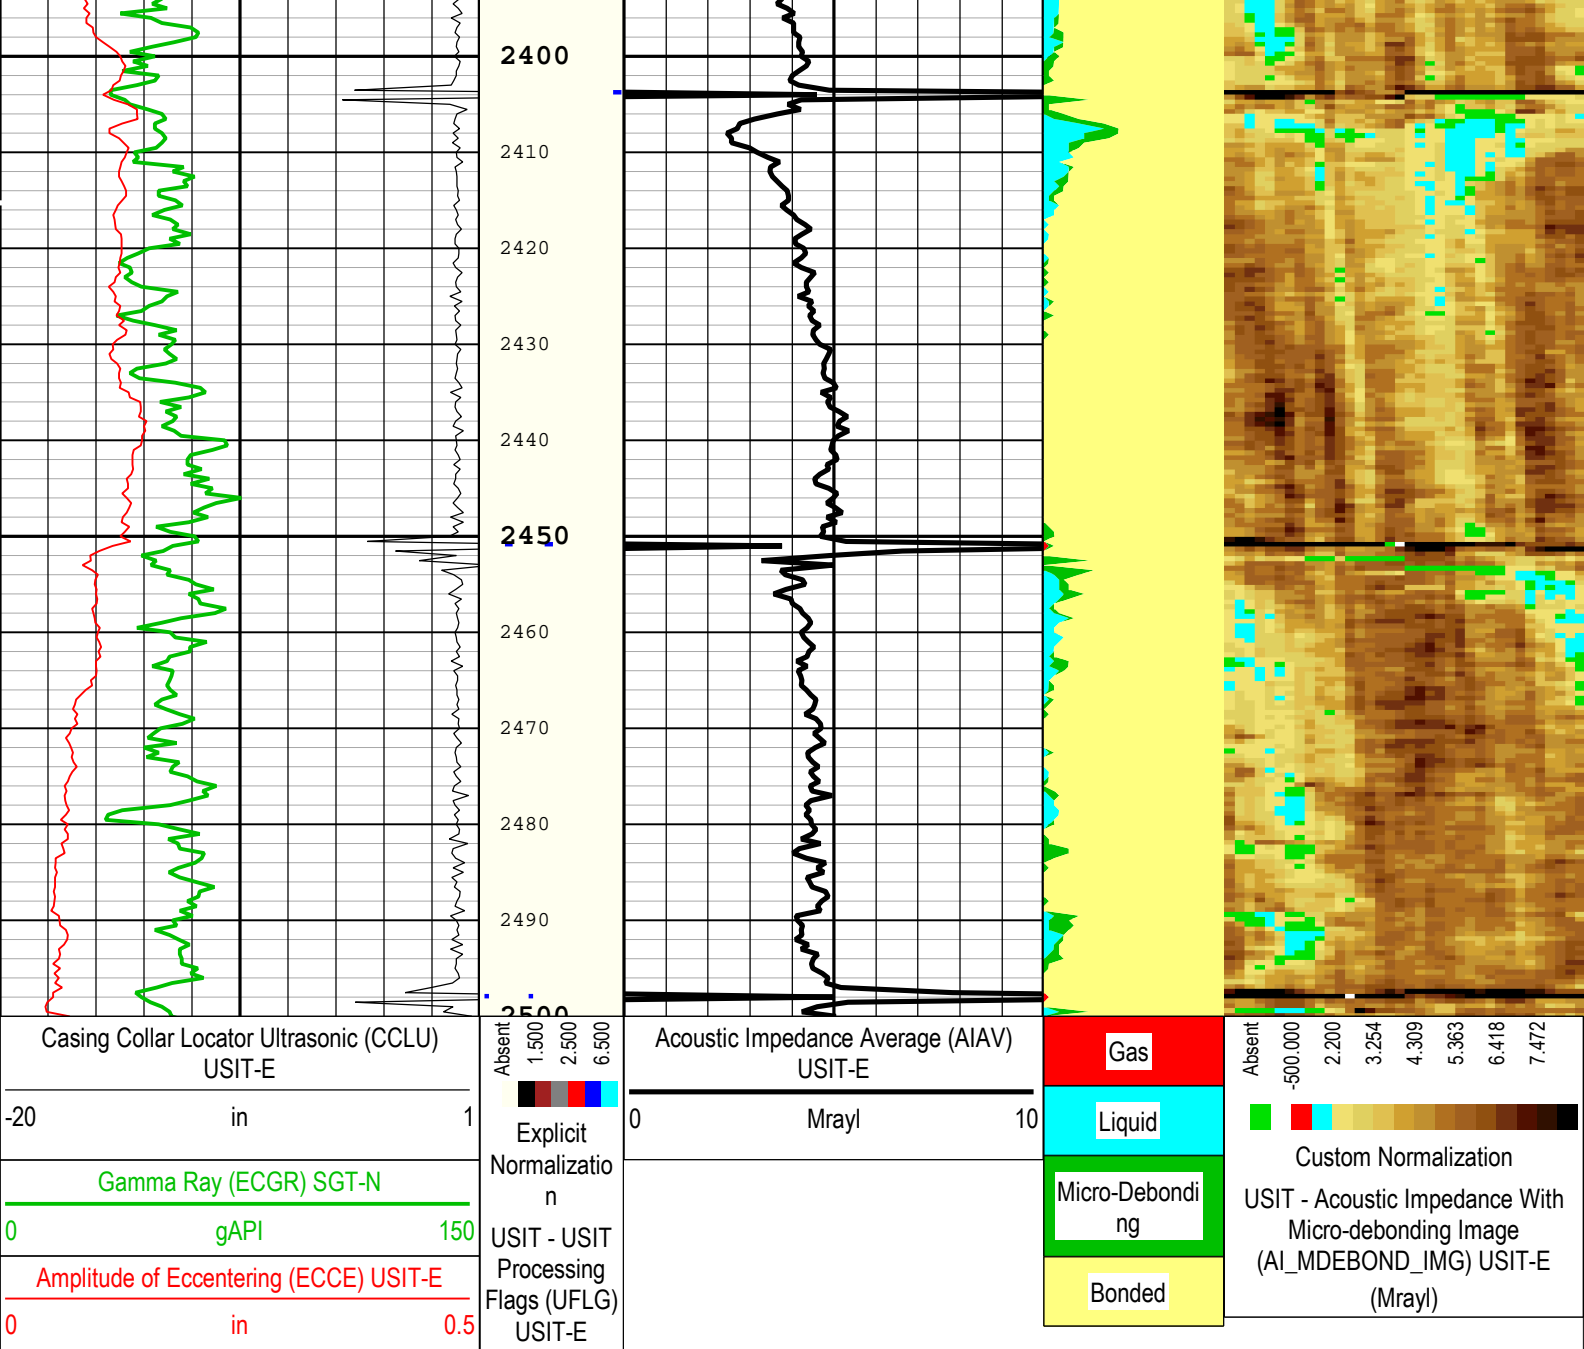 2400
2410
2420
2430
2440
2450
2460
2470
2480
2490
2500
Casing Collar Locator Ultrasonic (CCLU)
USIT-E
-20 in 1
Gamma Ray (ECGR) SGT-N
0 gAPI 150
Amplitude of Eccentering (ECCE) USIT-E
0 in 0.5
Absent
1.500
2.500
6.500
Explicit
Normalizatio
n
USIT - USIT
Processing
Flags (UFLG)
USIT-E
Acoustic Impedance Average (AIAV)
USIT-E
0 Mrayl 10
Gas
Liquid
Micro-Debondi
ng
Bonded
Absent
-500.000
2.200
3.254
4.309
5.363
6.418
7.472
Custom Normalization
USIT - Acoustic Impedance With
Micro-debonding Image
(AI_MDEBOND_IMG) USIT-E
(Mrayl)